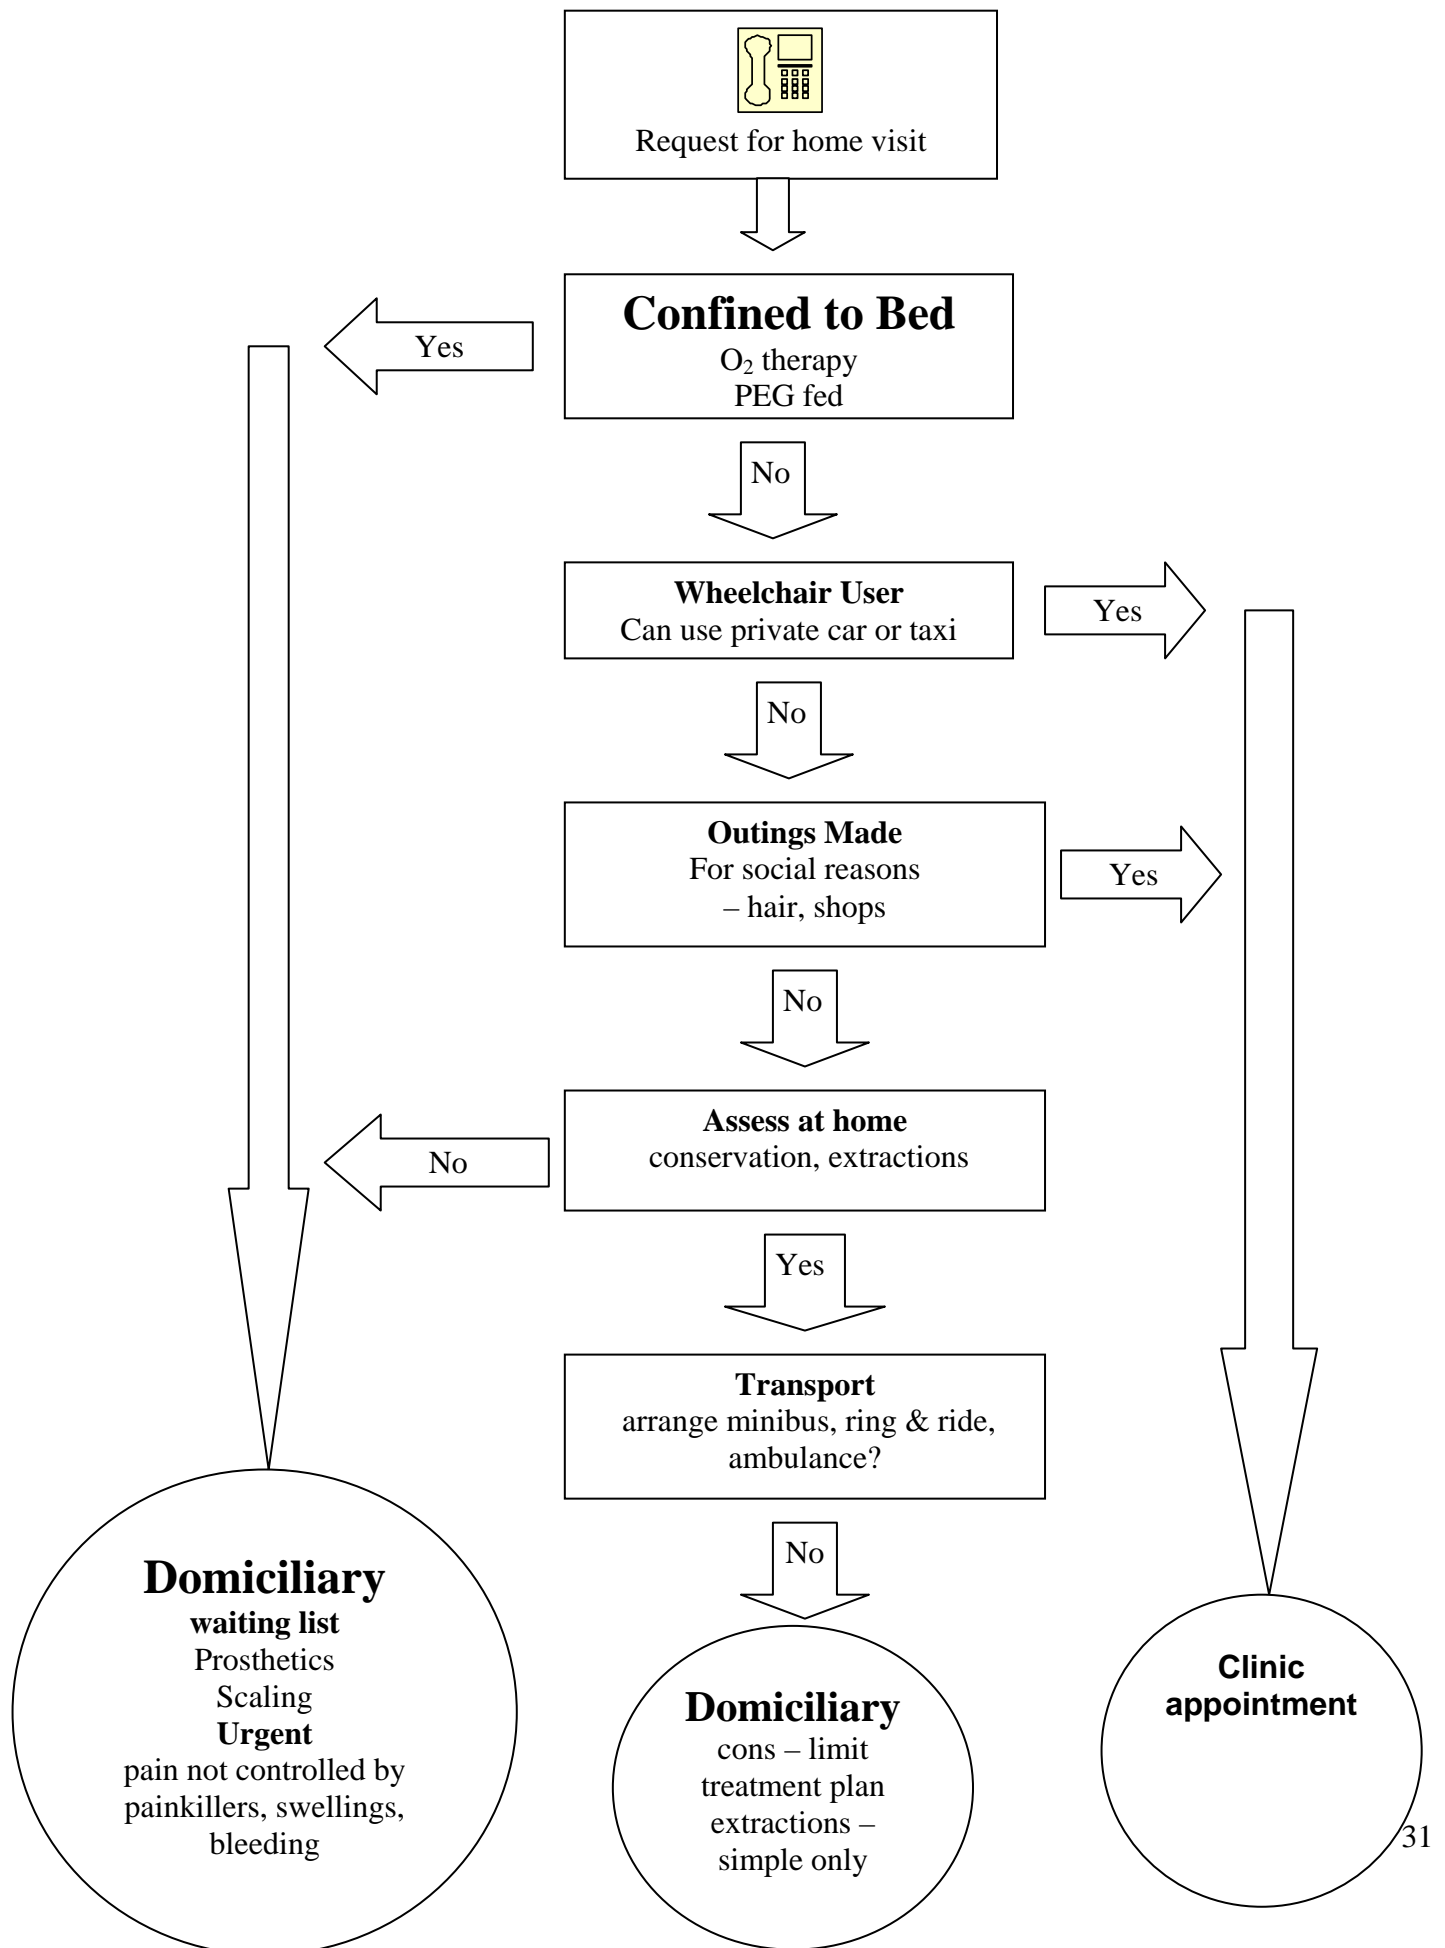 Request for home visit
Confined to Bed
O₂ therapy
PEG fed
Yes
No
Wheelchair User
Can use private car or taxi
Yes
No
Outings Made
For social reasons
– hair, shops
Yes
No
Assess at home
conservation, extractions
No
Yes
Transport
arrange minibus, ring & ride,
ambulance?
No
Domiciliary
waiting list
Prosthetics
Scaling
Urgent
pain not controlled by
painkillers, swellings,
bleeding
Domiciliary
cons – limit
treatment plan
extractions –
simple only
Clinic
appointment
31